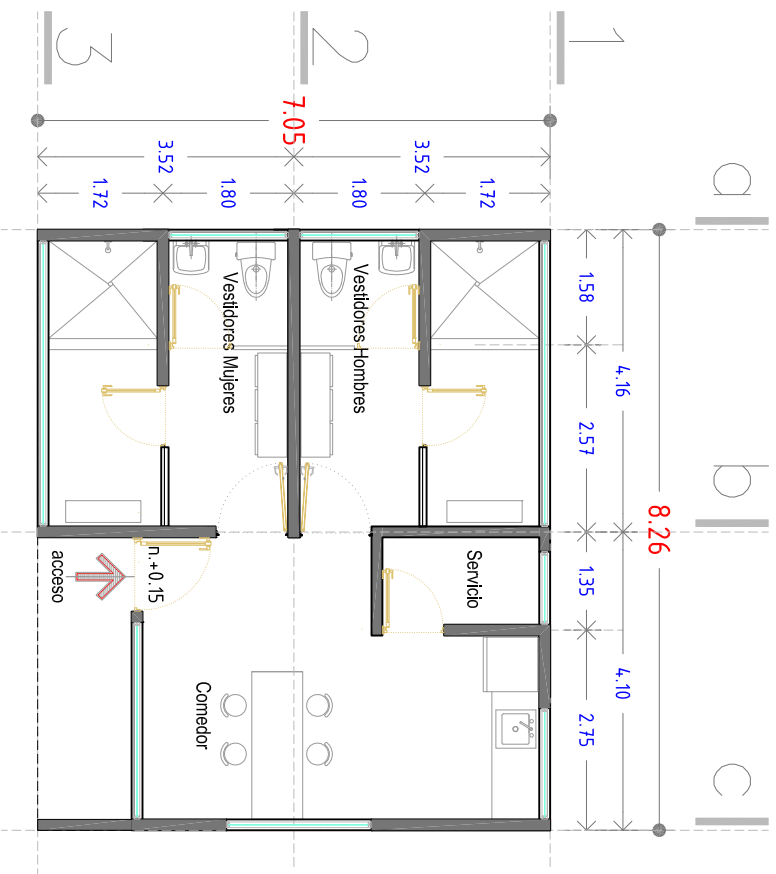 1
2
3
a
b
c
7.05
3.52
3.52
1.72
1.80
1.80
1.72
8.26
4.16
4.10
1.58
2.57
1.35
2.75
Vestidores Hombres
Vestidores Mujeres
Servicio
Comedor
n.+0.15
acceso